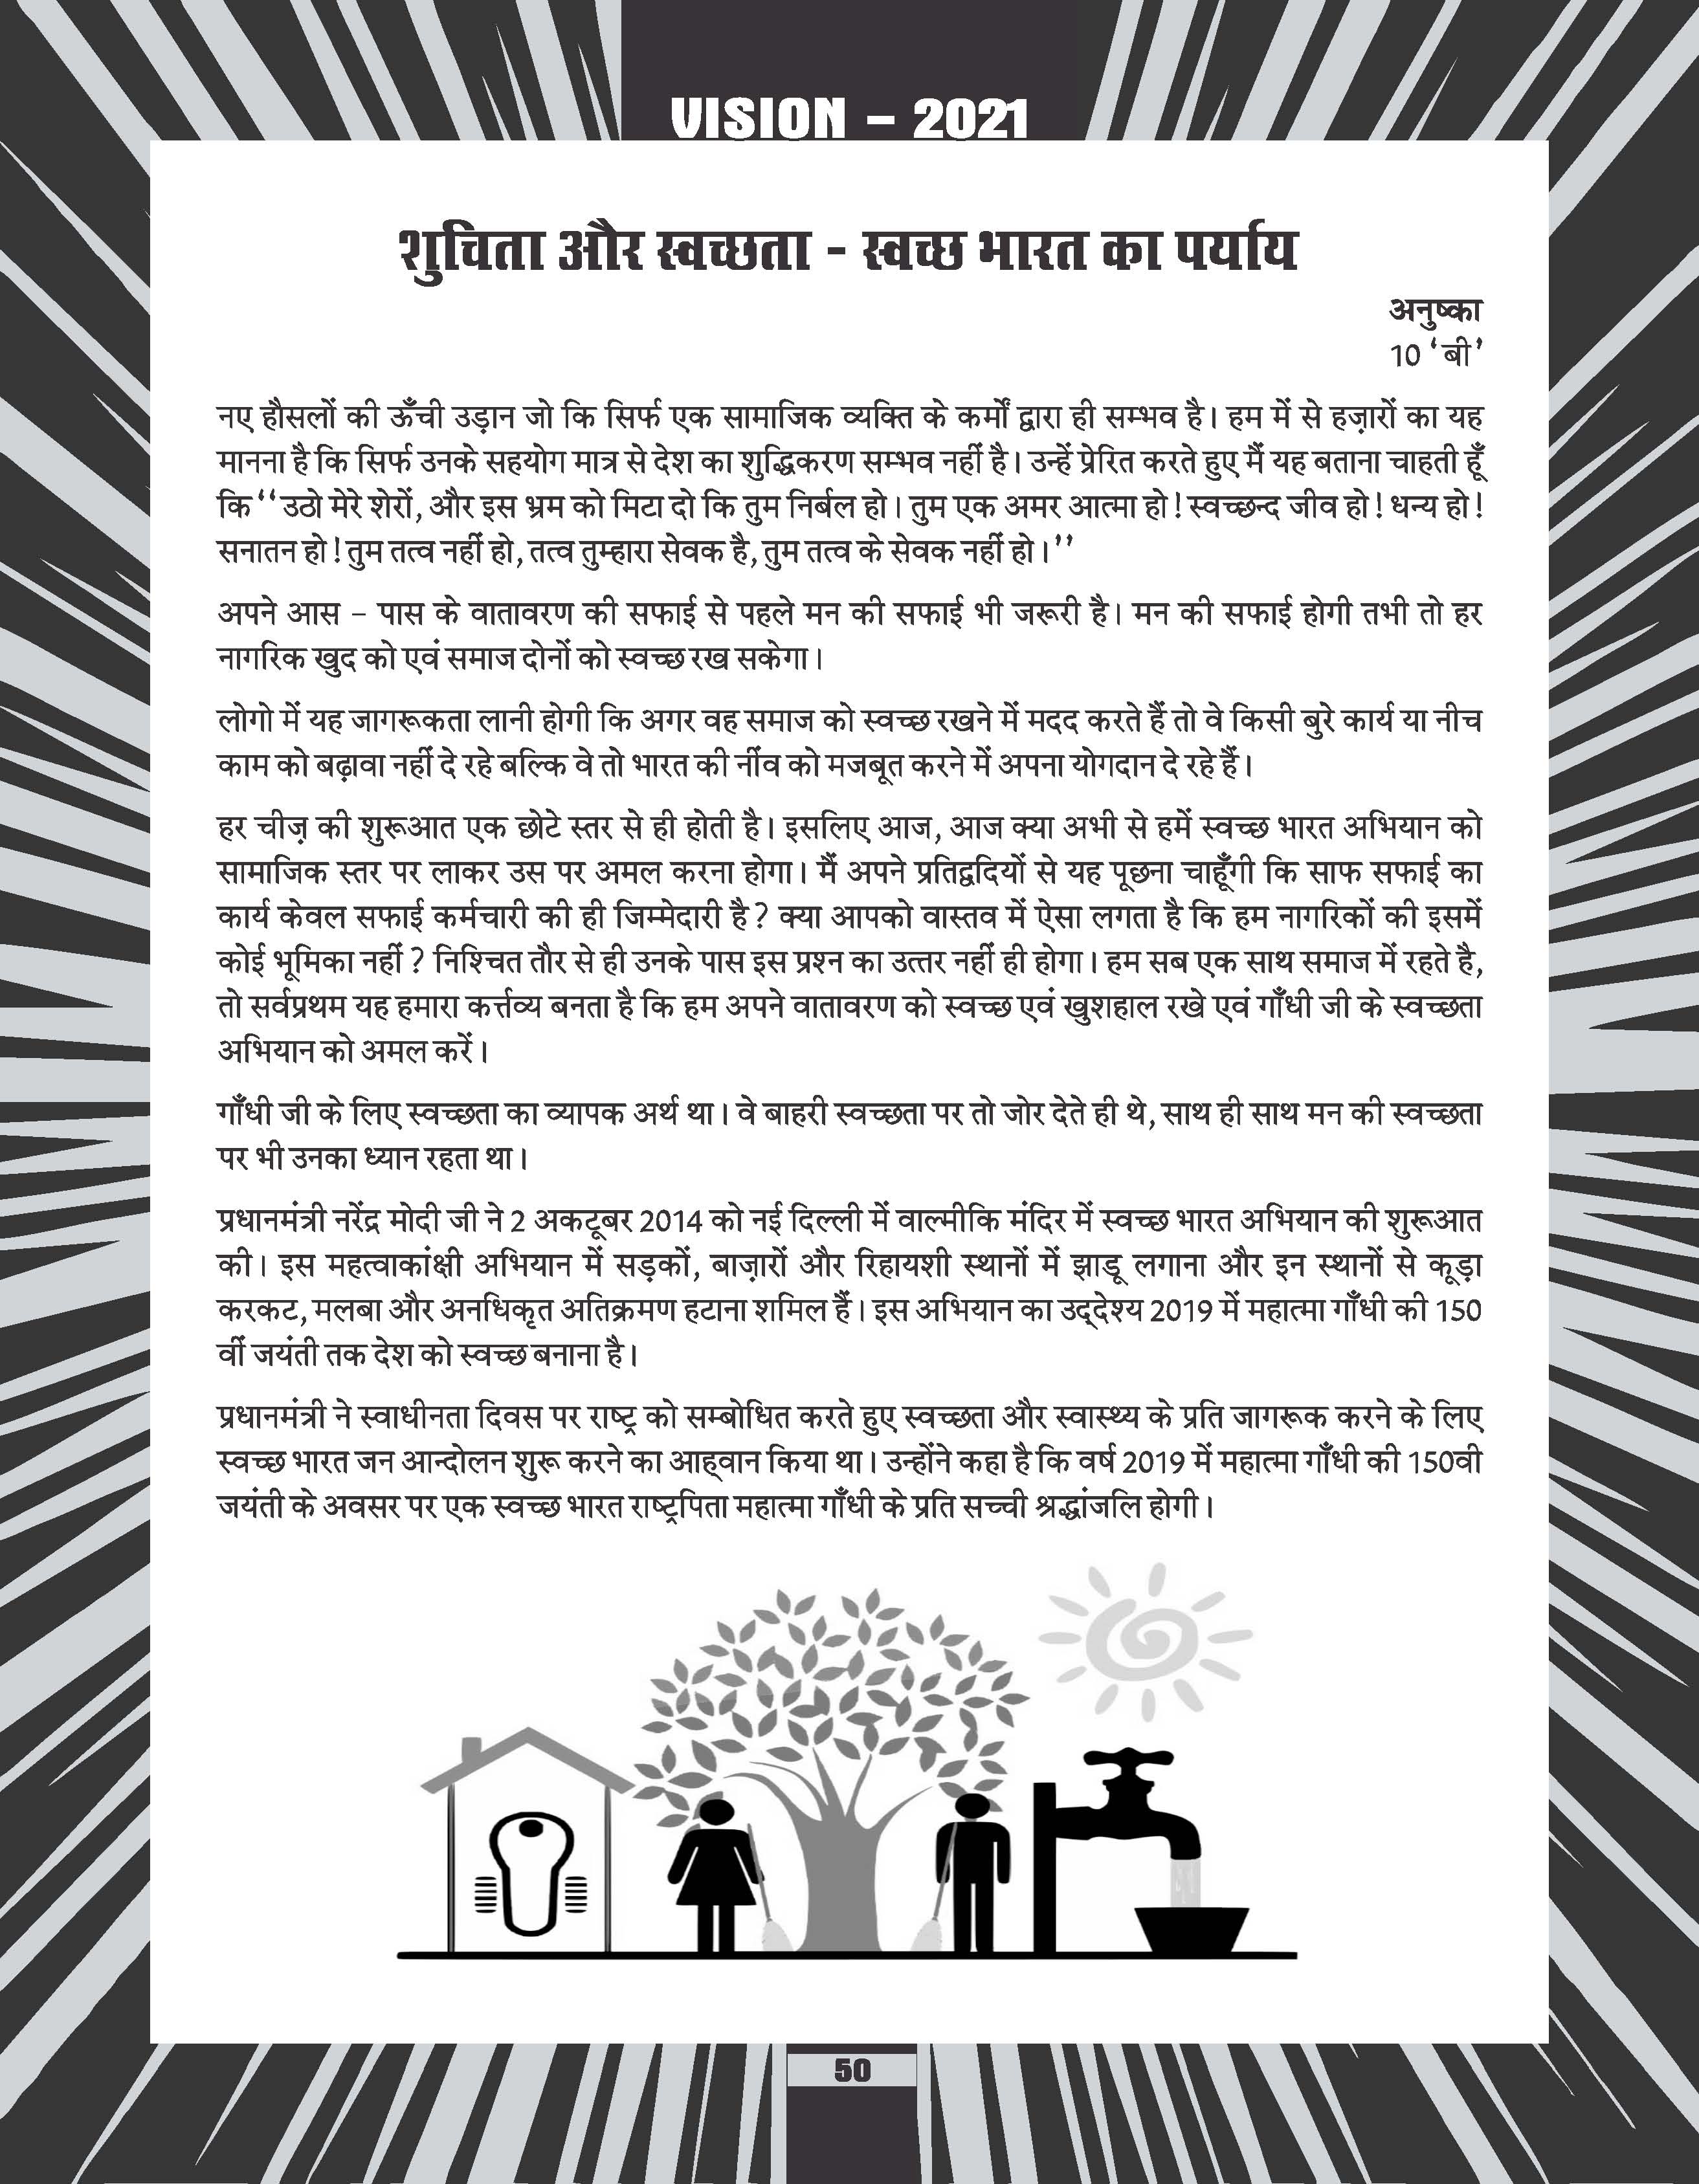 VISION – 2021
शुचिता और स्वच्छता - स्वच्छ भारत का पर्याय
अनुष्का
10 ‘बी’
नए हौसलों की ऊँची उड़ान जो कि सिर्फ एक सामाजिक व्यक्ति के कर्मों द्वारा ही सम्भव है। हम में से हज़ारों का यह
मानना है कि सिर्फ उनके सहयोग मात्र से देश का शुद्धिकरण सम्भव नहीं है। उन्हें प्रेरित करते हुए मैं यह बताना चाहती हूँ
कि ‘‘उठो मेरे शेरों, और इस भ्रम को मिटा दो कि तुम निर्बल हो। तुम एक अमर आत्मा हो! स्वच्छन्द जीव हो! धन्य हो!
सनातन हो! तुम तत्व नहीं हो, तत्व तुम्हारा सेवक है, तुम तत्व के सेवक नहीं हो।’’
अपने आस – पास के वातावरण की सफाई से पहले मन की सफाई भी जरूरी है। मन की सफाई होगी तभी तो हर
नागरिक खुद को एवं समाज दोनों को स्वच्छ रख सकेगा।
लोगो में यह जागरूकता लानी होगी कि अगर वह समाज को स्वच्छ रखने में मदद करते हैं तो वे किसी बुरे कार्य या नीच
काम को बढ़ावा नहीं दे रहे बल्कि वे तो भारत की नींव को मजबूत करने में अपना योगदान दे रहे हैं।
हर चीज़ की शुरूआत एक छोटे स्तर से ही होती है। इसलिए आज, आज क्या अभी से हमें स्वच्छ भारत अभियान को
सामाजिक स्तर पर लाकर उस पर अमल करना होगा। मैं अपने प्रतिद्वदियों से यह पूछना चाहूँगी कि साफ सफाई का
कार्य केवल सफाई कर्मचारी की ही जिम्मेदारी है? क्या आपको वास्तव में ऐसा लगता है कि हम नागरिकों की इसमें
कोई भूमिका नहीं? निश्चित तौर से ही उनके पास इस प्रश्न का उत्तर नहीं ही होगा। हम सब एक साथ समाज में रहते है,
तो सर्वप्रथम यह हमारा कर्त्तव्य बनता है कि हम अपने वातावरण को स्वच्छ एवं खुशहाल रखे एवं गाँधी जी के स्वच्छता
अभियान को अमल करें।
गाँधी जी के लिए स्वच्छता का व्यापक अर्थ था। वे बाहरी स्वच्छता पर तो जोर देते ही थे, साथ ही साथ मन की स्वच्छता
पर भी उनका ध्यान रहता था।
प्रधानमंत्री नरेंद्र मोदी जी ने 2 अकटूबर 2014 को नई दिल्ली में वाल्मीकि मंदिर में स्वच्छ भारत अभियान की शुरूआत
की। इस महत्वाकांक्षी अभियान में सड़कों, बाज़ारों और रिहायशी स्थानों में झाडू लगाना और इन स्थानों से कूड़ा
करकट, मलबा और अनधिकृत अतिक्रमण हटाना शमिल हैं। इस अभियान का उद्देश्य 2019 में महात्मा गाँधी की 150
वीं जयंती तक देश को स्वच्छ बनाना है।
प्रधानमंत्री ने स्वाधीनता दिवस पर राष्ट्र को सम्बोधित करते हुए स्वच्छता और स्वास्थ्य के प्रति जागरूक करने के लिए
स्वच्छ भारत जन आन्दोलन शुरू करने का आह्वान किया था। उन्होंने कहा है कि वर्ष 2019 में महात्मा गाँधी की 150वी
जयंती के अवसर पर एक स्वच्छ भारत राष्ट्रपिता महात्मा गाँधी के प्रति सच्ची श्रद्धांजलि होगी।
50